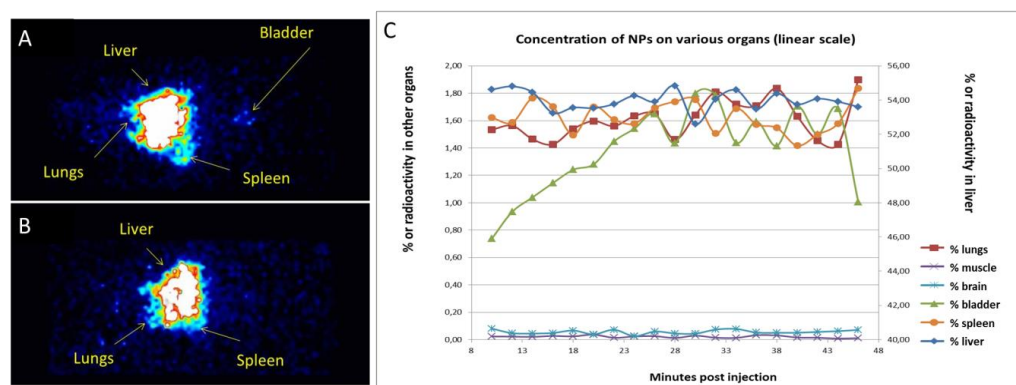 A
Liver
Bladder
Lungs
Spleen
B
Liver
Lungs
Spleen
C
Concentration of NPs on various organs (linear scale)
% or radioactivity in other organs
2,00
1,80
1,60
1,40
1,20
1,00
0,80
0,60
0,40
0,20
0,00
56,00
54,00
52,00
50,00
48,00
46,00
44,00
42,00
40,00
% or radioactivity in
liver
8
13
18
23
28
33
38
43
48
Minutes post injection
% lungs
% muscle
% brain
% bladder
% spleen
% liver